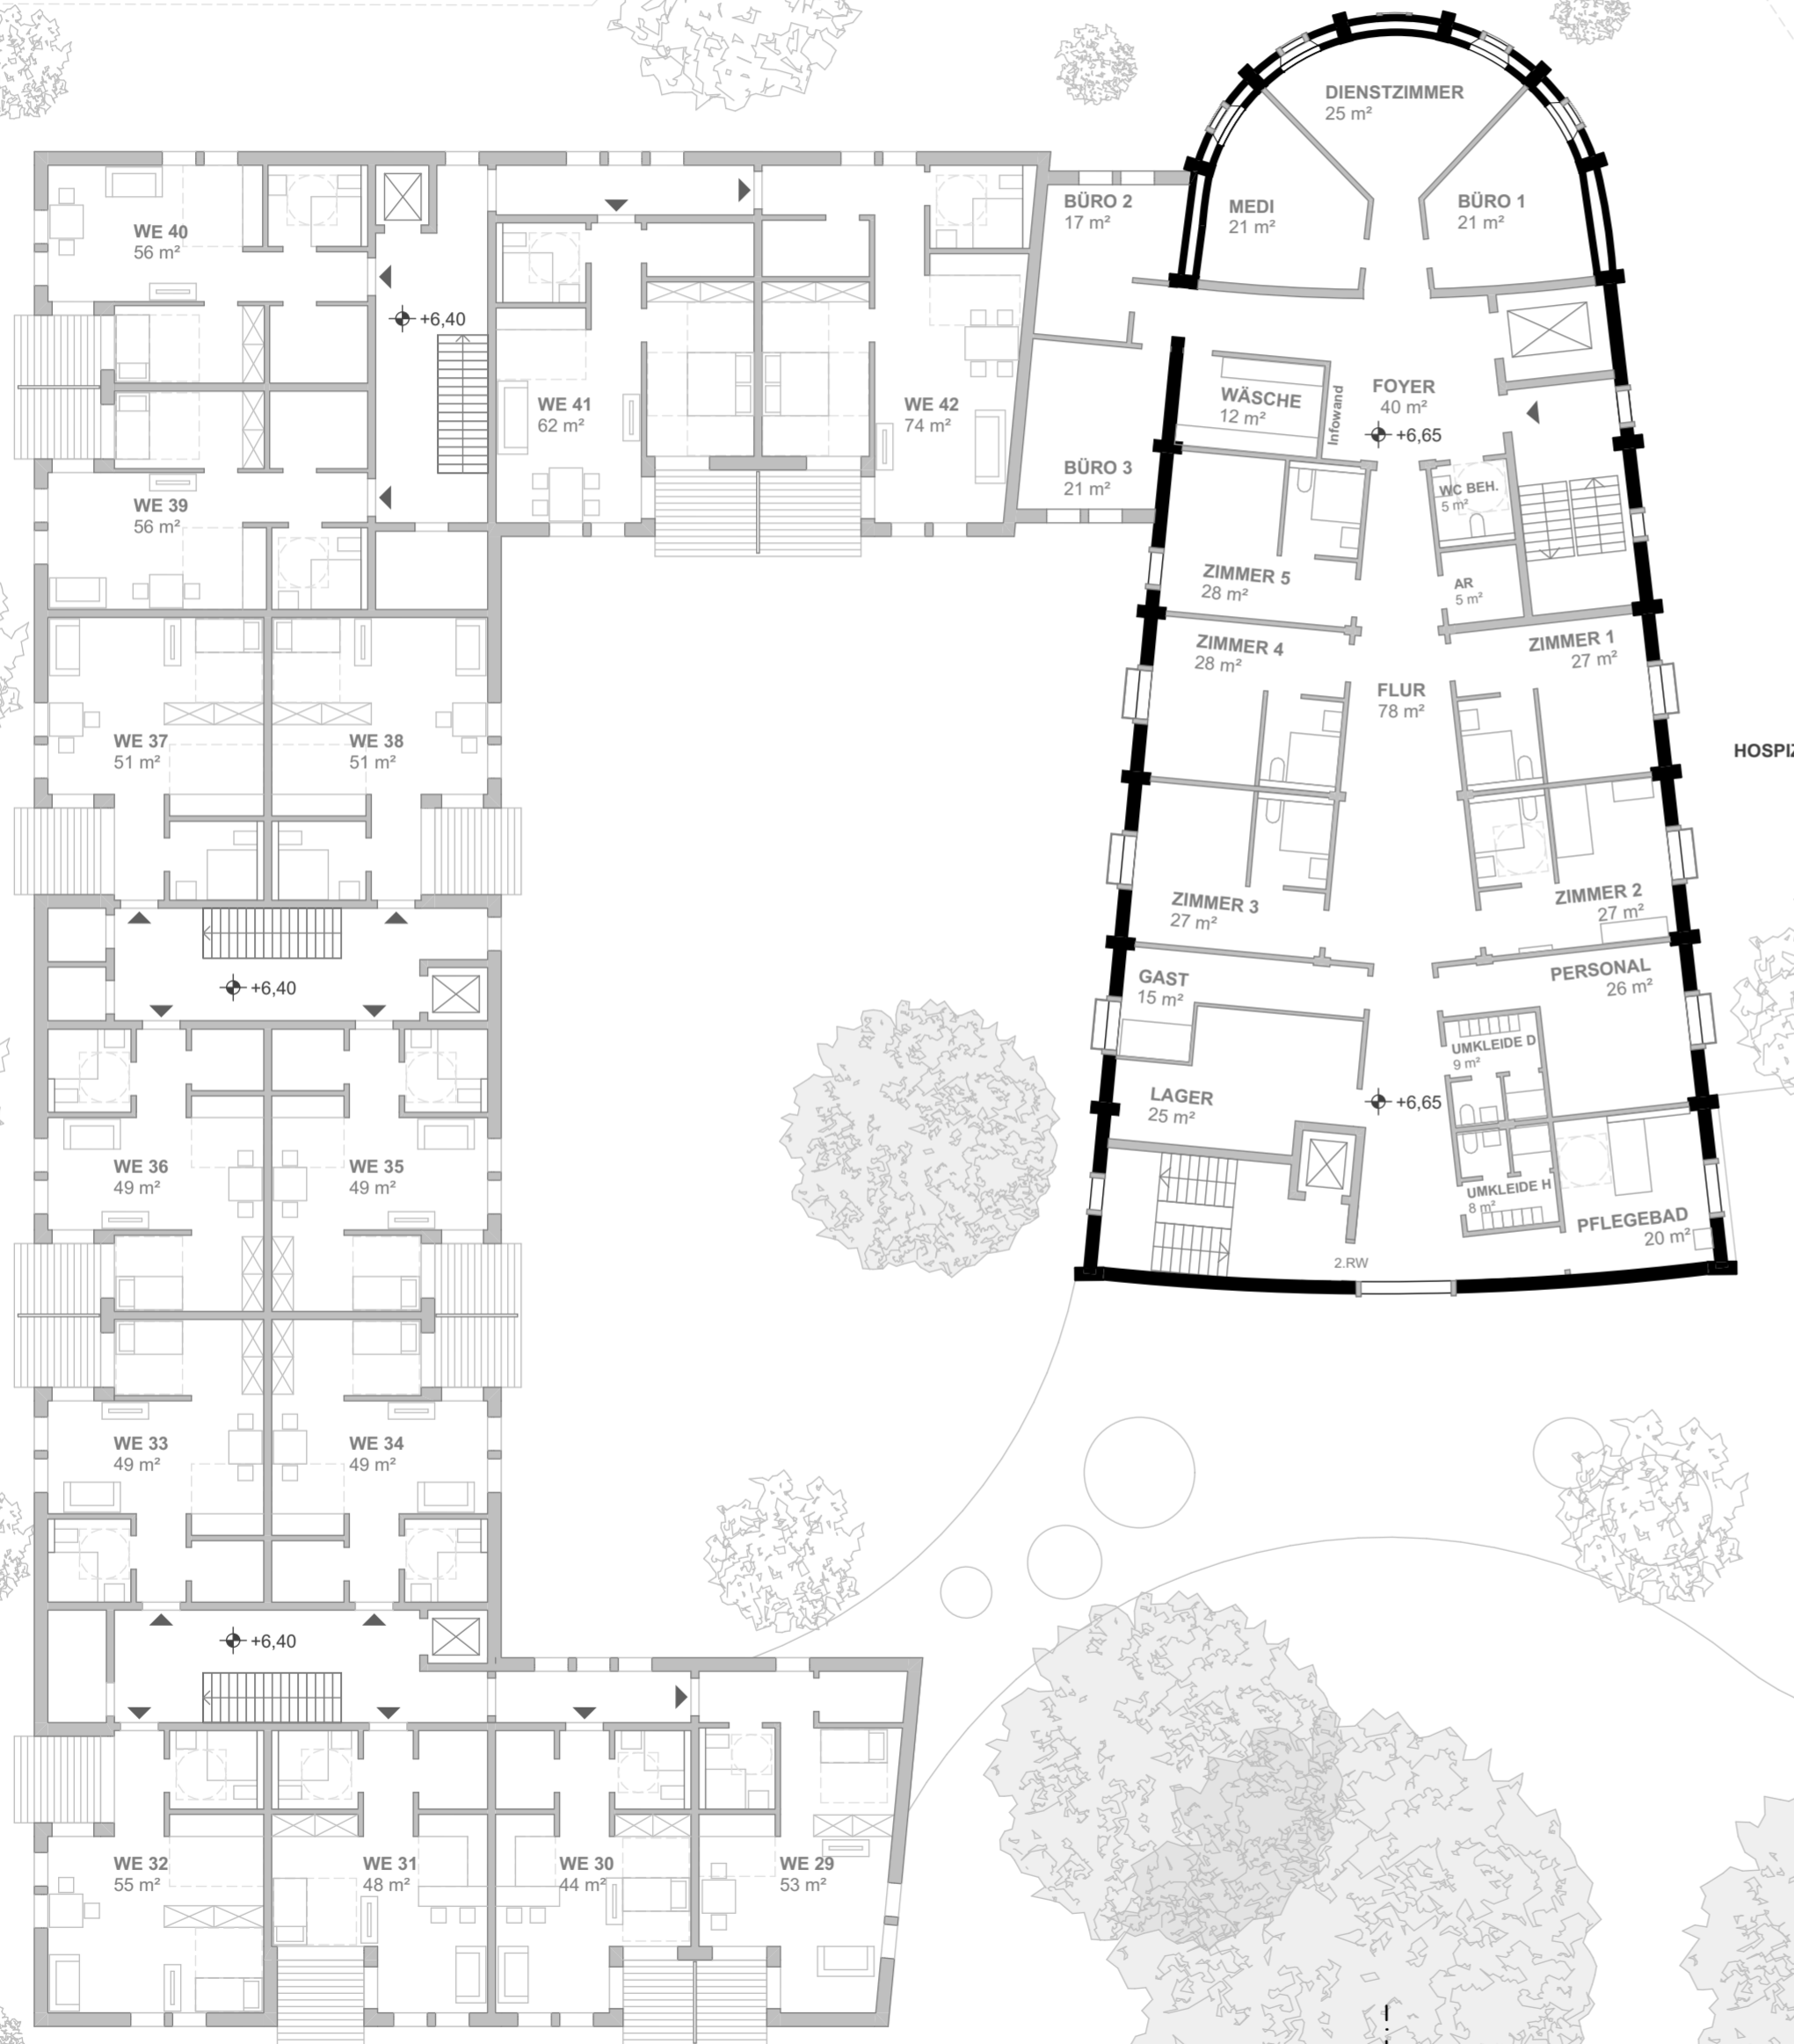 DIENSTZIMMER
25 m²
BÜRO 2
17 m²
MEDI
21 m²
BÜRO 1
21 m²
WE 40
56 m²
+6,40
WE 41
62 m²
WE 42
74 m²
WÄSCHE
12 m²
Infowand
FOYER
40 m²
+6,65
BÜRO 3
21 m²
WE 39
56 m²
WC BEH.
5 m²
ZIMMER 5
28 m²
AR
5 m²
ZIMMER 4
28 m²
ZIMMER 1
27 m²
FLUR
78 m²
WE 37
51 m²
WE 38
51 m²
HOSPIZ
ZIMMER 3
27 m²
ZIMMER 2
27 m²
+6,40
GAST
15 m²
PERSONAL
26 m²
UMKLEIDE D
9 m²
LAGER
25 m²
+6,65
WE 36
49 m²
WE 35
49 m²
UMKLEIDE H
8 m²
PFLEGEBAD
20 m²
2.RW
WE 33
49 m²
WE 34
49 m²
+6,40
WE 32
55 m²
WE 31
48 m²
WE 30
44 m²
WE 29
53 m²